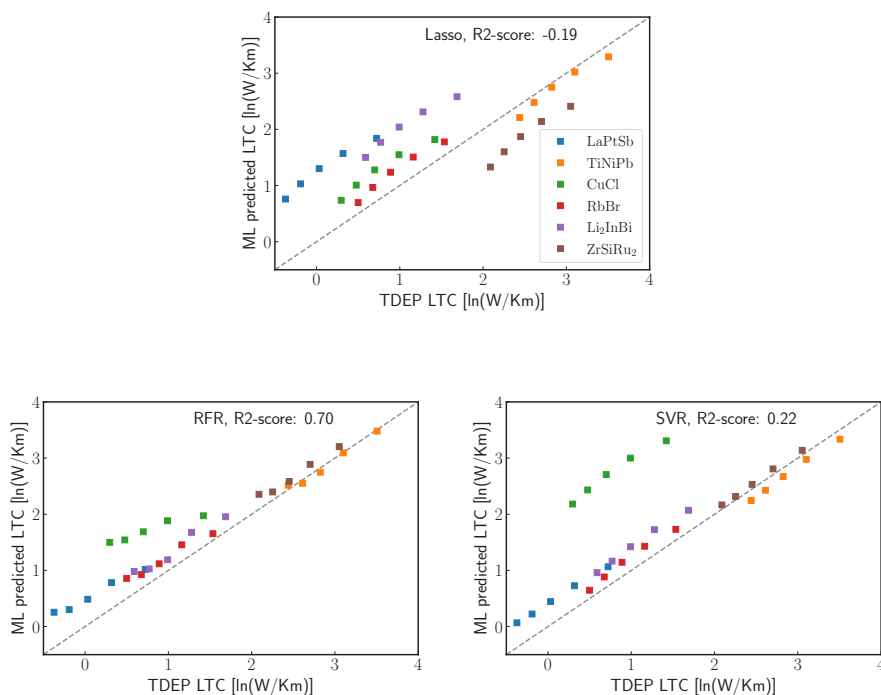 Lasso, R2-score: -0.19
ML predicted LTC [ln(W/Km)]
4
3
2
1
0
LaPtSb
TiNiPb
CuCl
RbBr
Li₂InBi
ZrSiRu₂
0 1 2 3 4
TDEP LTC [ln(W/Km)]
RFR, R2-score: 0.70
ML predicted LTC [ln(W/Km)]
4
3
2
1
0
0 1 2 3 4
TDEP LTC [ln(W/Km)]
SVR, R2-score: 0.22
ML predicted LTC [ln(W/Km)]
4
3
2
1
0
0 1 2 3 4
TDEP LTC [ln(W/Km)]